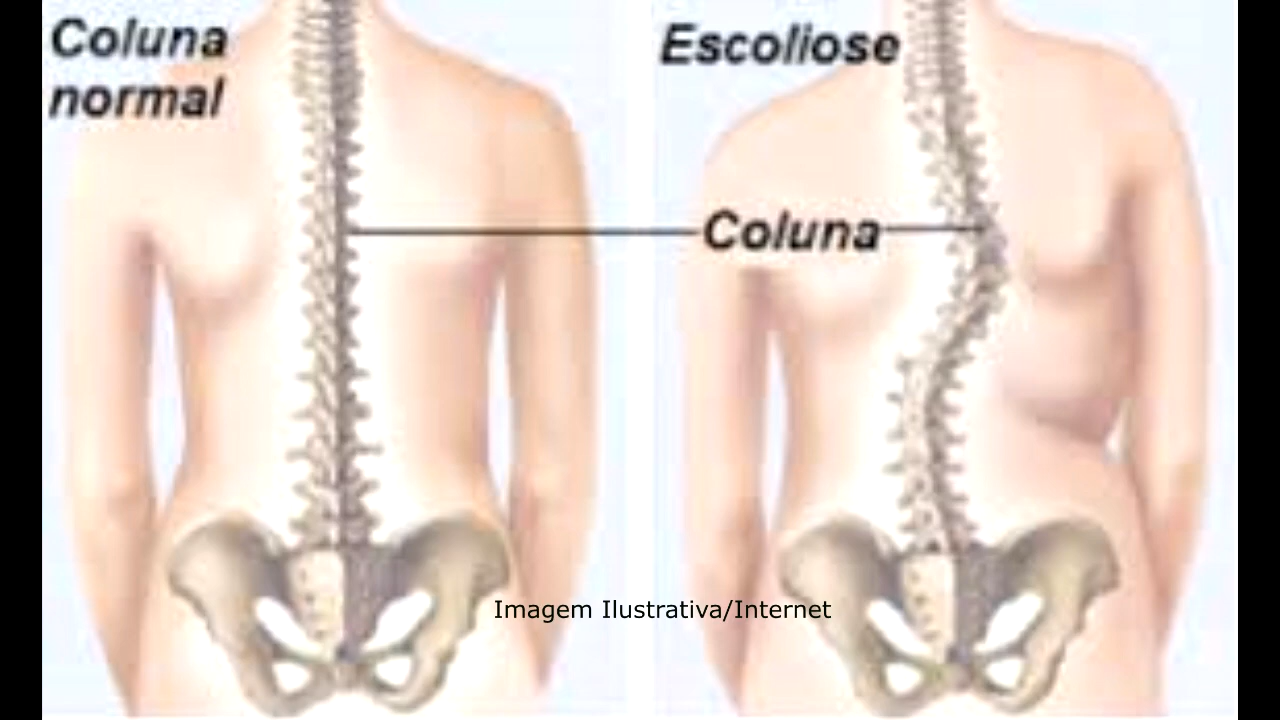 Coluna
normal
Escoliose
Coluna
Imagem Ilustrativa/Internet